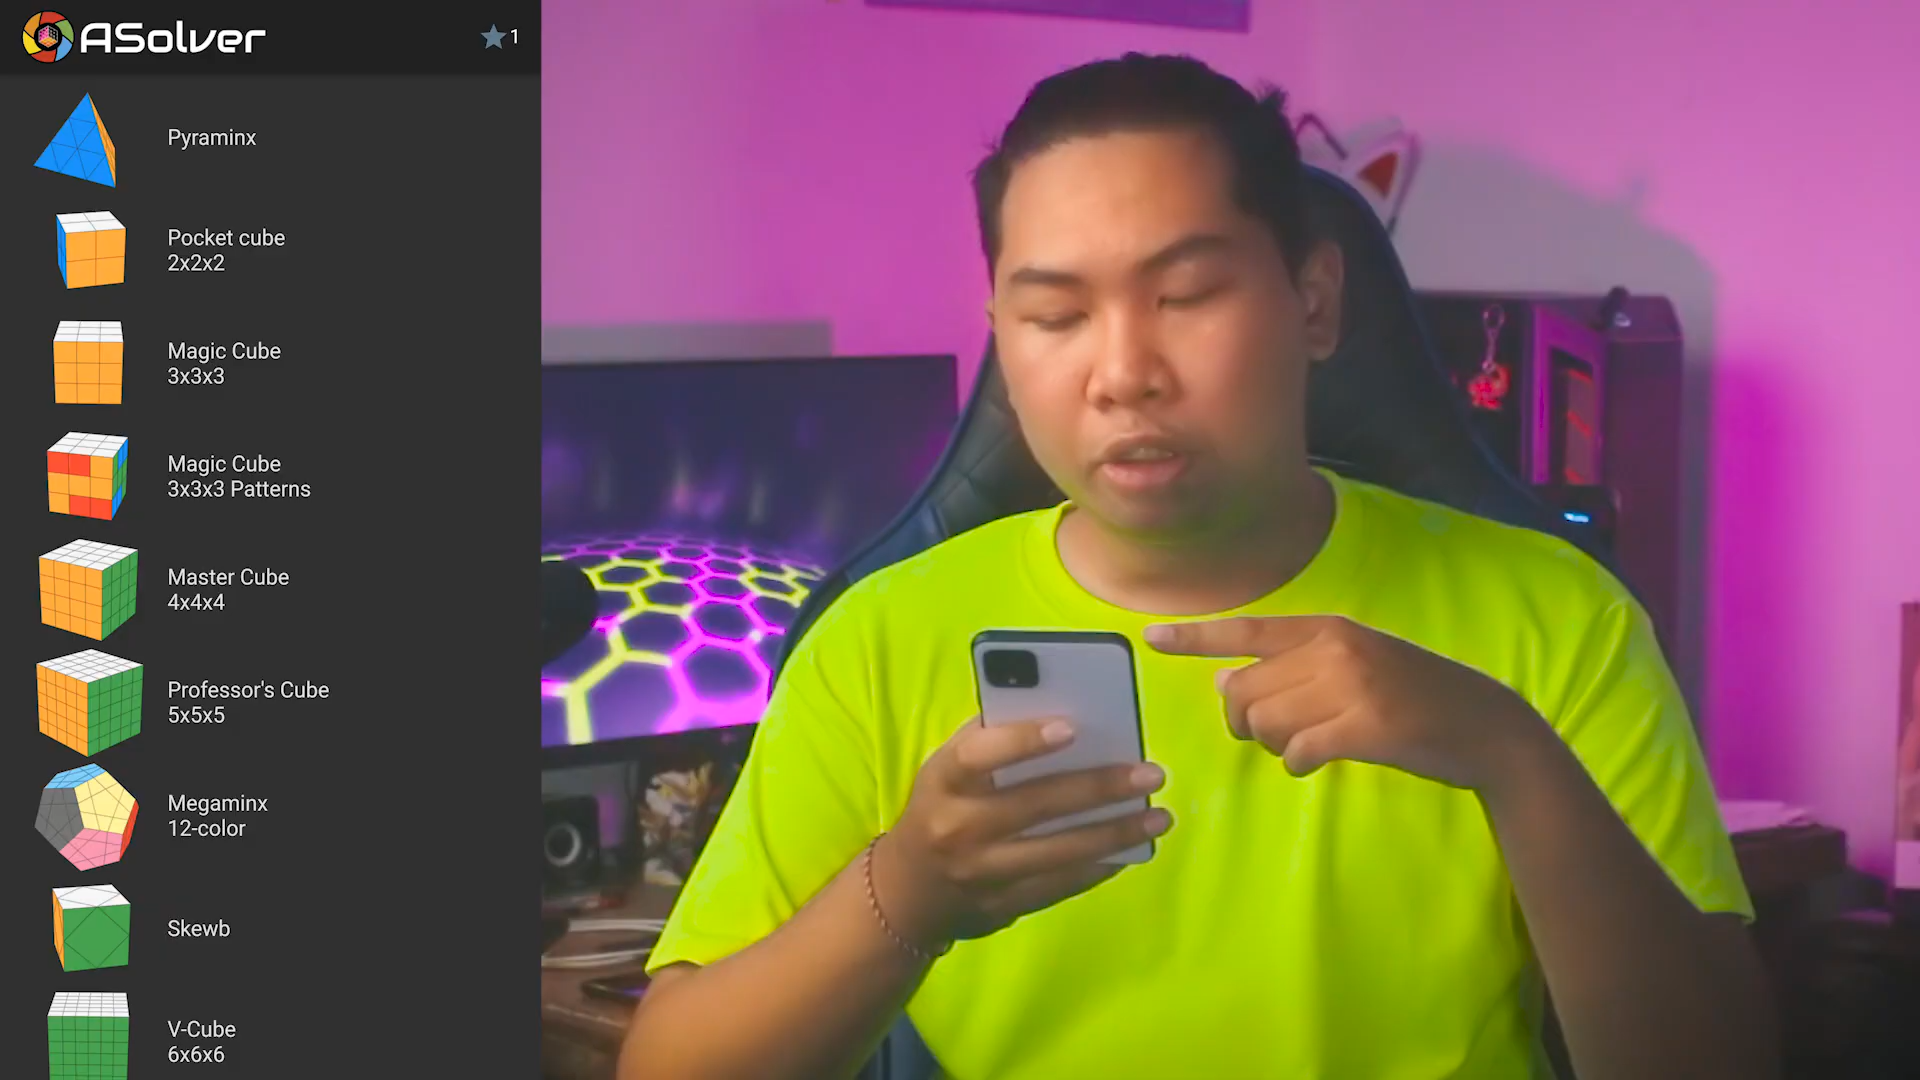 ASolver
1
Pyraminx
Pocket cube
2x2x2
Magic Cube
3x3x3
Magic Cube
3x3x3 Patterns
Master Cube
4x4x4
Professor's Cube
5x5x5
Megaminx
12-color
Skewb
V-Cube
6x6x6